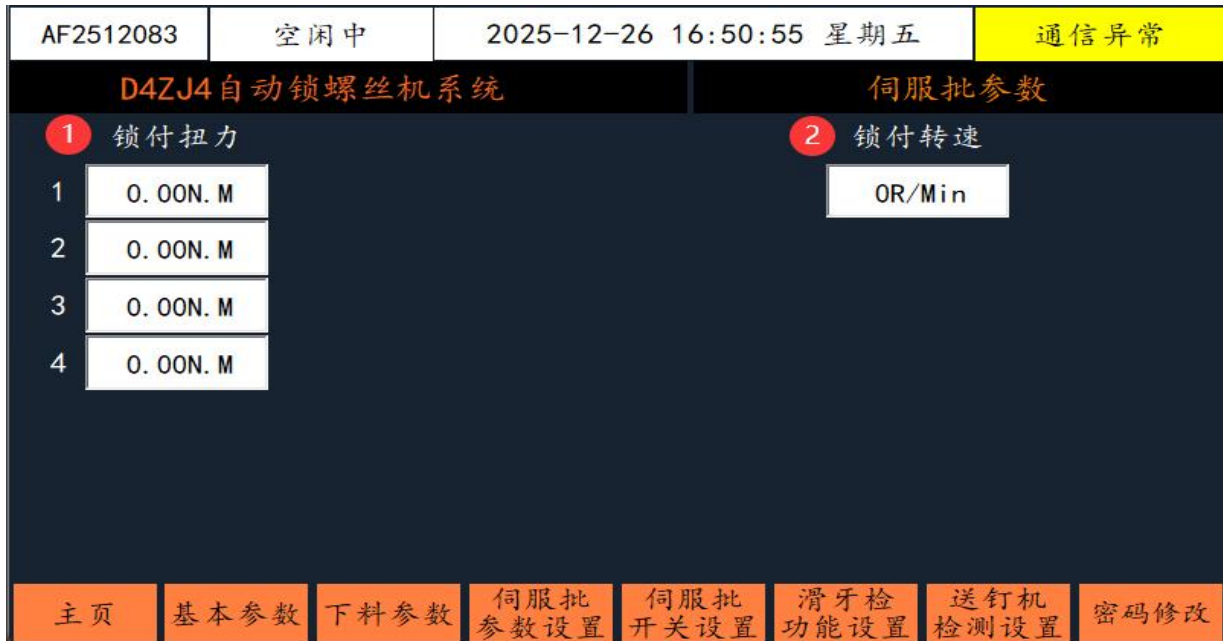 AF2512083 空闲中 2025-12-26 16:50:55 星期五 通信异常
D4ZJ4自动锁螺丝机系统 伺服批参数
1 锁付扭力 2 锁付转速
1 0.00N.M 0R/Min
2 0.00N.M
3 0.00N.M
4 0.00N.M
主页 基本参数 下料参数 伺服批 伺服批 滑牙检 送钉机 密码修改
参数设置 开关设置 功能设置 检测设置